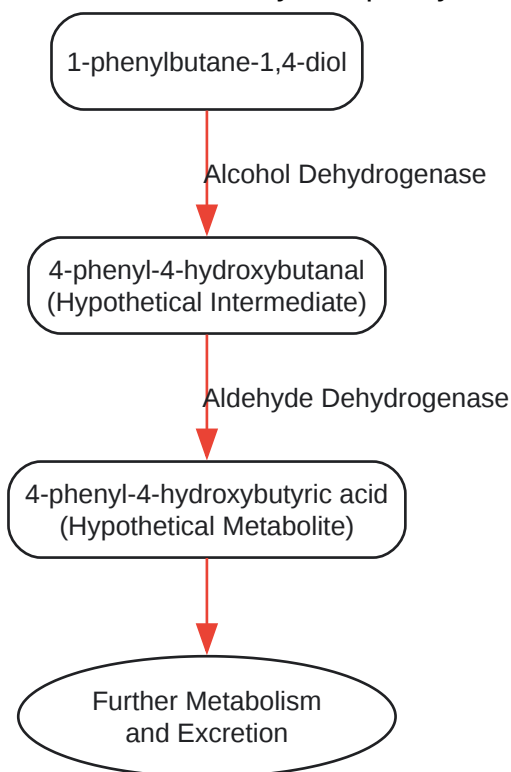 1-phenylbutane-1,4-diol
Alcohol Dehydrogenase
4-phenyl-4-hydroxybutanal
(Hypothetical Intermediate)
Aldehyde Dehydrogenase
4-phenyl-4-hydroxybutyric acid
(Hypothetical Metabolite)
Further Metabolism
and Excretion